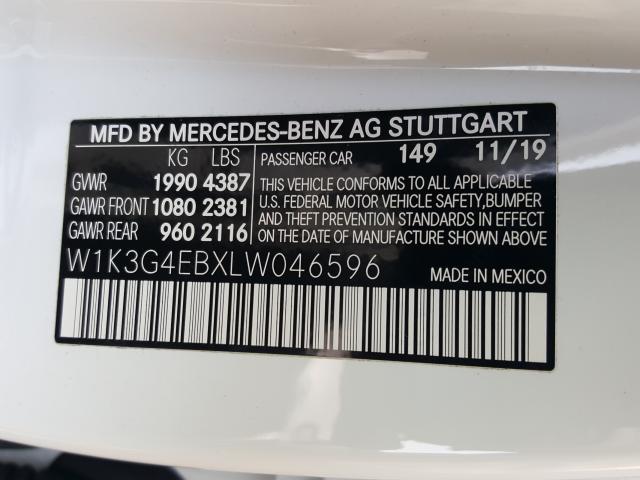 MFD BY MERCEDES-BENZ AG STUTTGART
KG LBS
GVWR 1990 4387
GAWR FRONT 1080 2381
GAWR REAR 960 2116
PASSENGER CAR 149 11/19
THIS VEHICLE CONFORMS TO ALL APPLICABLE
U.S. FEDERAL MOTOR VEHICLE SAFETY,BUMPER
AND THEFT PREVENTION STANDARDS IN EFFECT
ON THE DATE OF MANUFACTURE SHOWN ABOVE.
W1K3G4EBXLW046596
MADE IN MEXICO